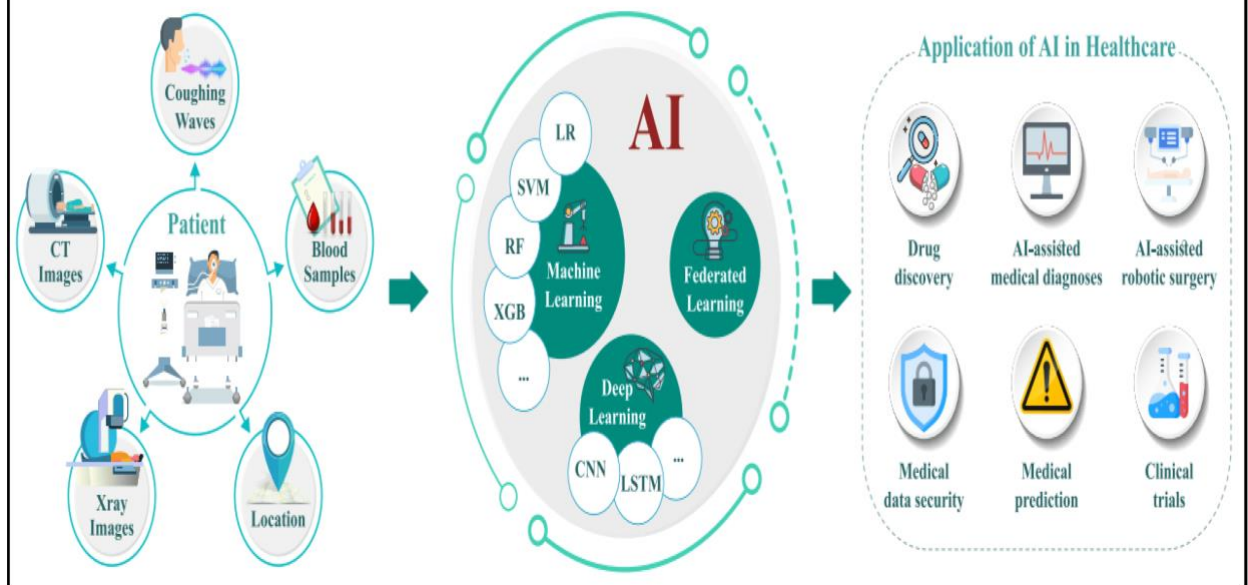 Coughing
Waves
CT
Images
Patient
Blood
Samples
Xray
Images
Location
AI
LR
SVM
RF
XGB
...
Machine
Learning
Federated
Learning
Deep
Learning
CNN
LSTM
...
Application of AI in Healthcare
Drug
discovery
AI-assisted
medical diagnoses
AI-assisted
robotic surgery
Medical
data security
Medical
prediction
Clinical
trials